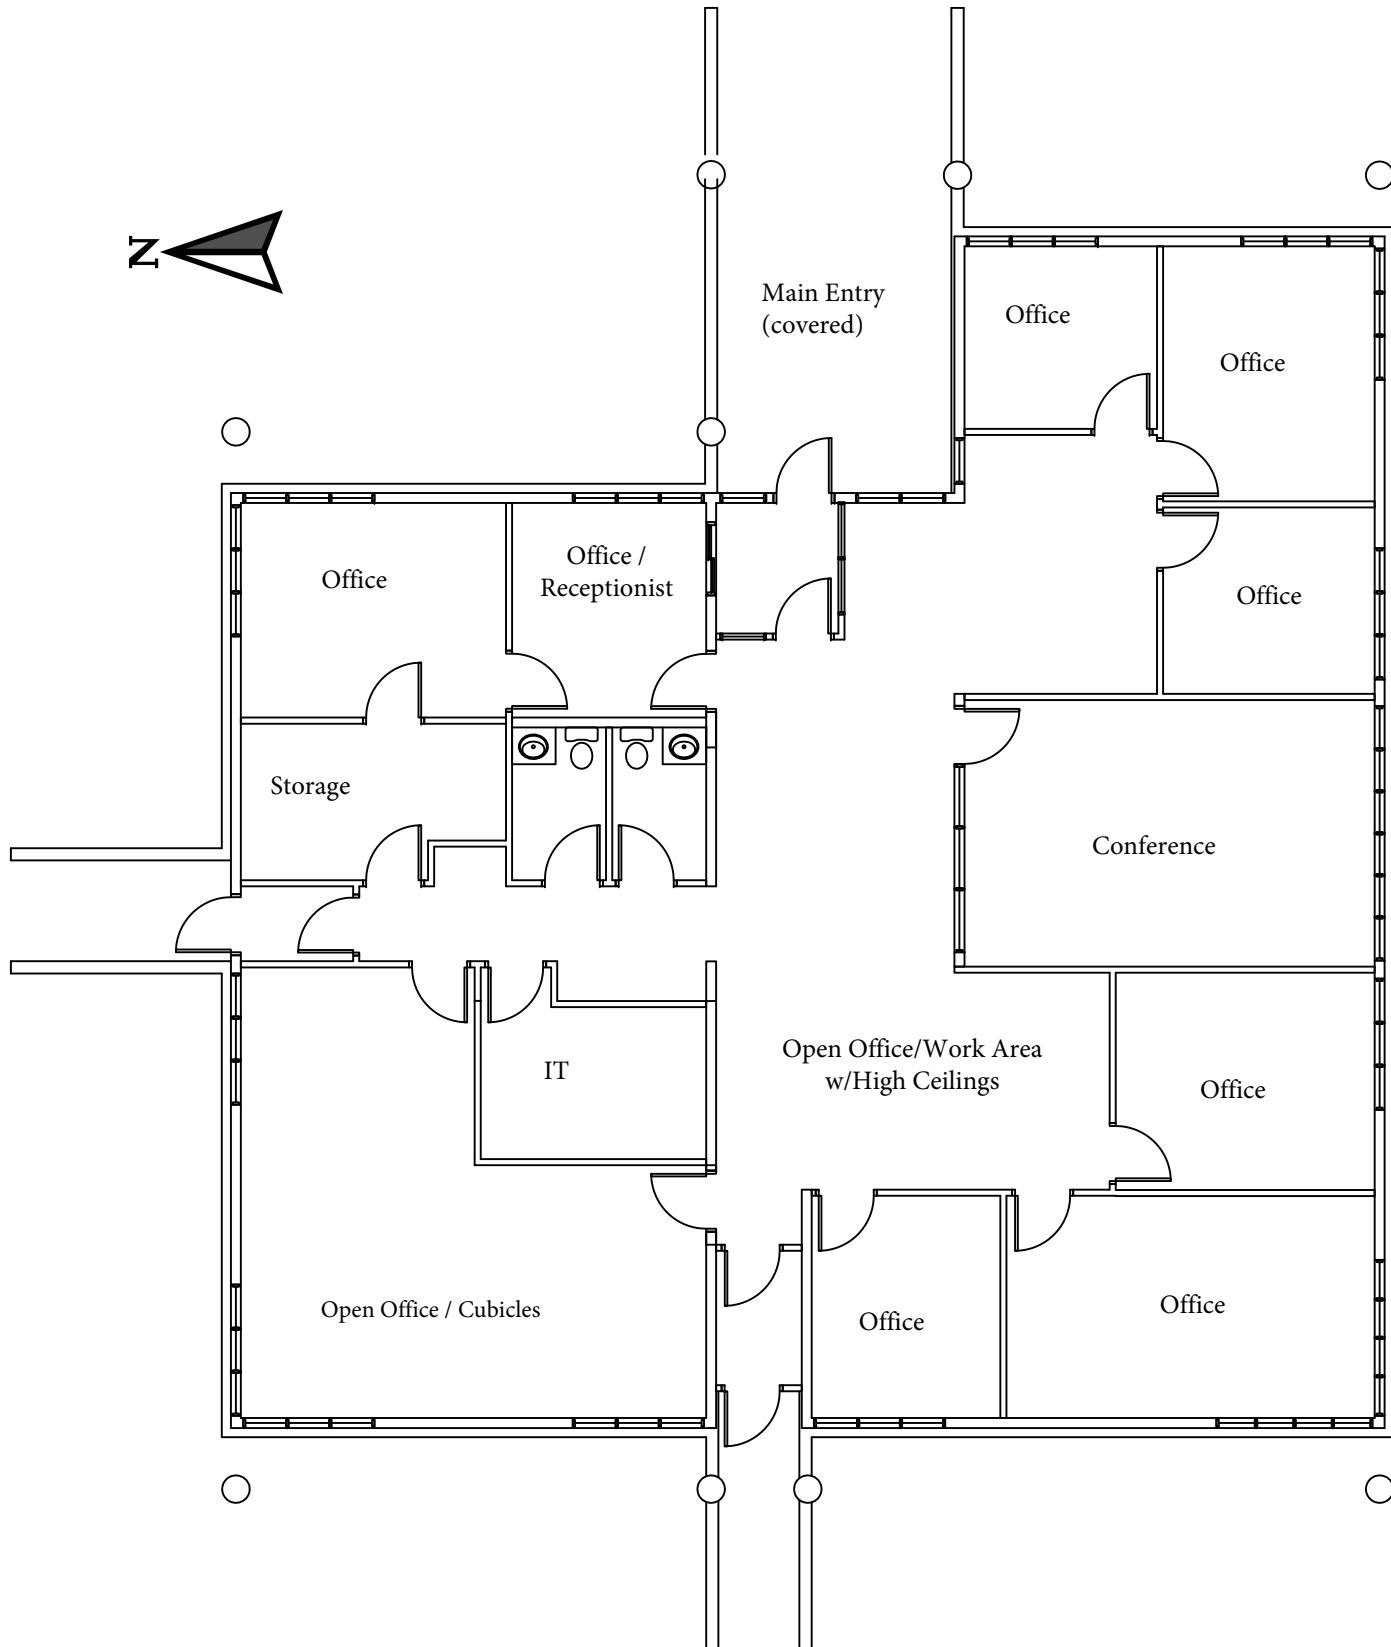 N
Main Entry
(covered)
Office
Office
Office /
Receptionist
Office
Office
Storage
Conference
Open Office/Work Area
w/High Ceilings
IT
Office
Open Office / Cubicles
Office
Office